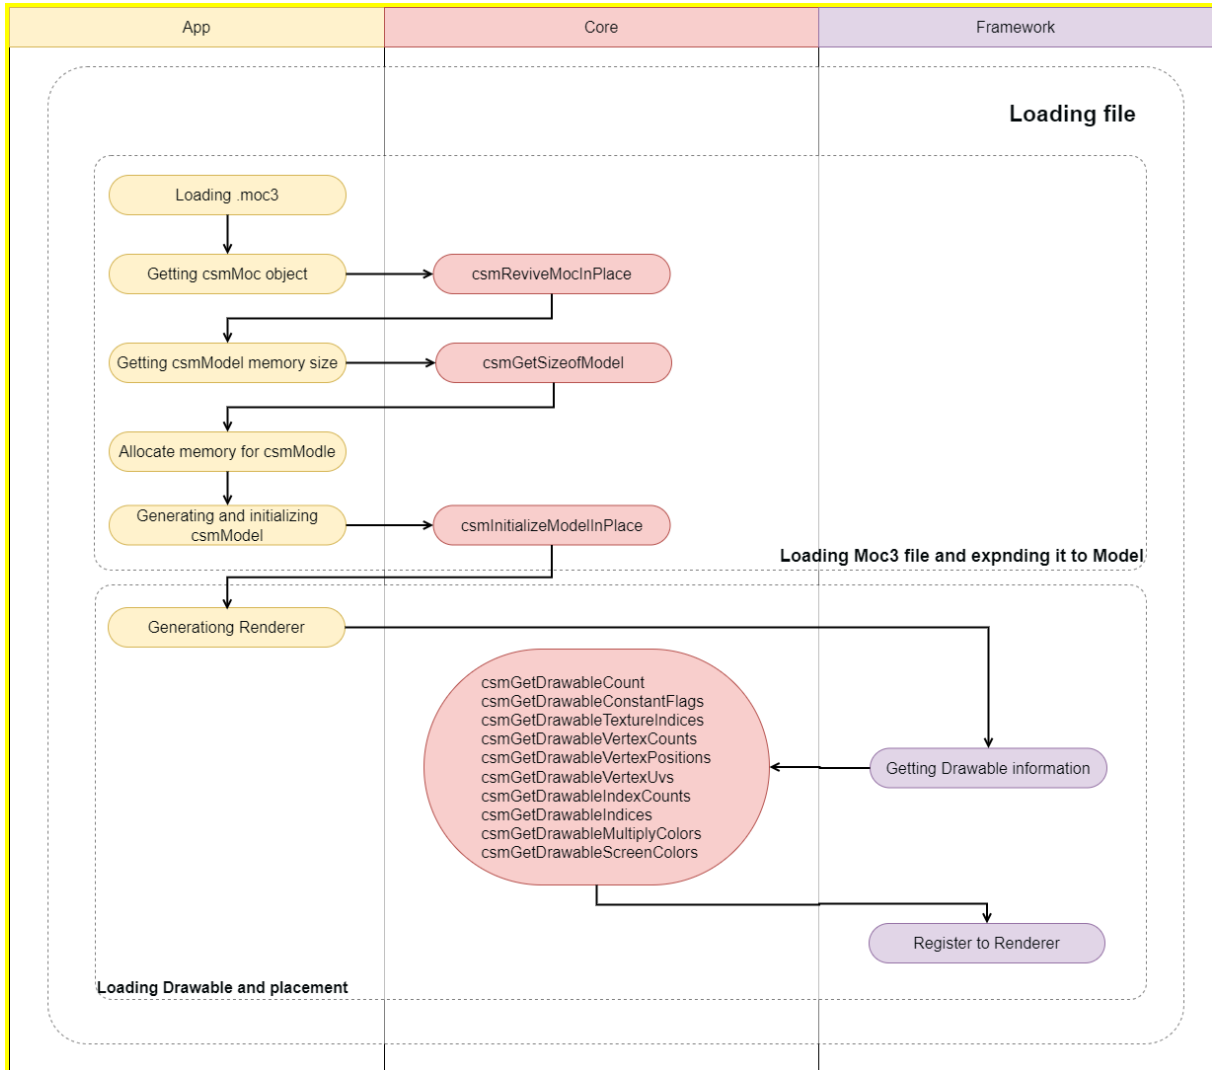 App
Core
Framework
Loading file
Loading .moc3
Getting csmMoc object
csmReviveMocInPlace
Getting csmModel memory size
csmGetSizeofModel
Allocate memory for csmModle
Generating and initializing
csmModel
csmInitializeModelInPlace
Loading Moc3 file and expnding it to Model
Generationg Renderer
csmGetDrawableCount
csmGetDrawableConstantFlags
csmGetDrawableTextureIndices
csmGetDrawableVertexCounts
csmGetDrawableVertexPositions
csmGetDrawableVertexUvs
csmGetDrawableIndexCounts
csmGetDrawableIndices
csmGetDrawableMultiplyColors
csmGetDrawableScreenColors
Getting Drawable information
Register to Renderer
Loading Drawable and placement